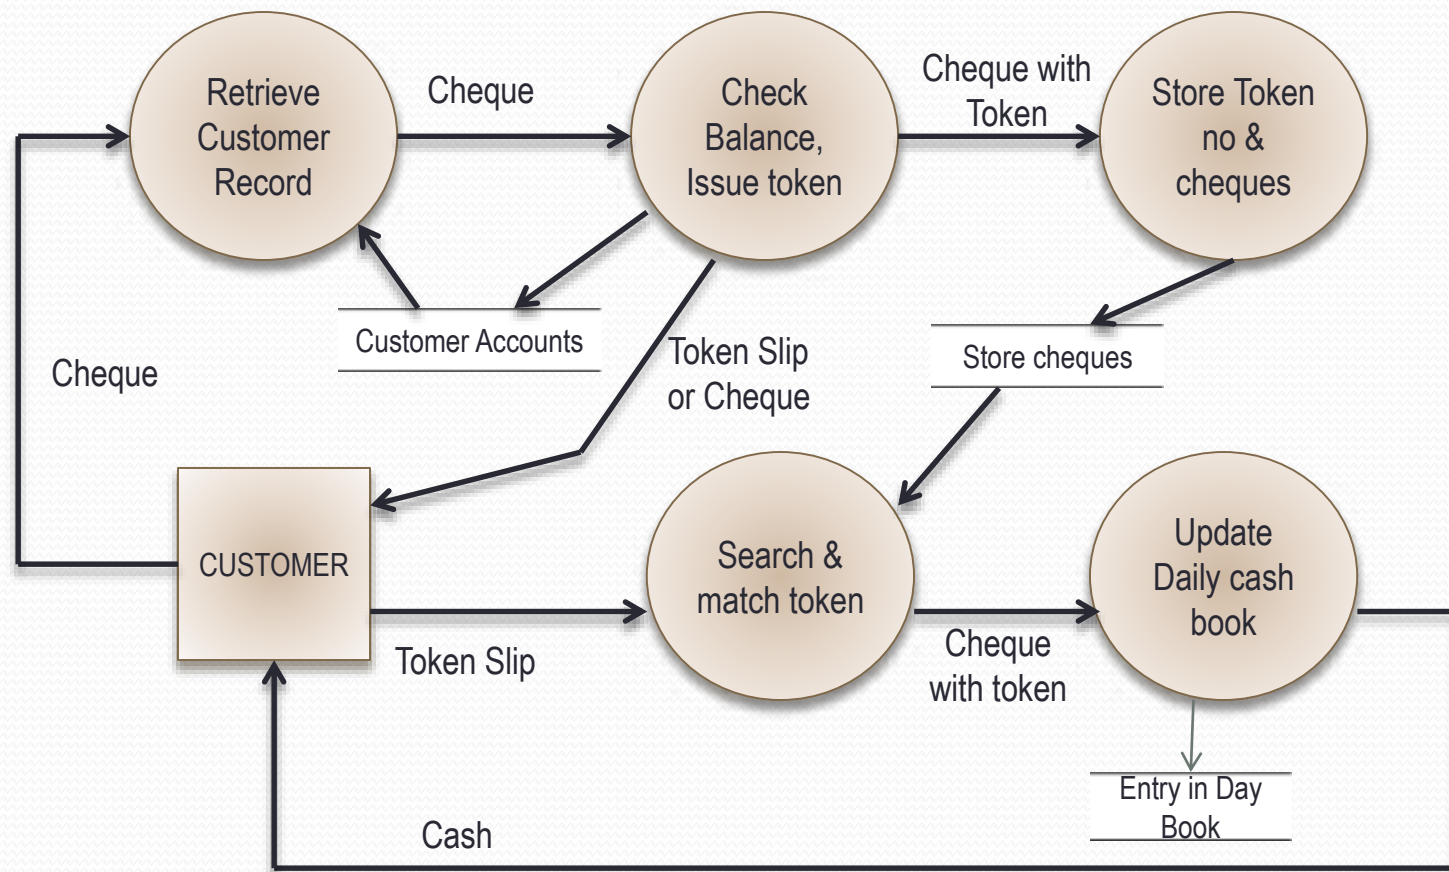 Retrieve
Customer
Record
Cheque
Check
Balance,
Issue token
Cheque with
Token
Store Token
no &
cheques
Customer Accounts
Token Slip
or Cheque
Store cheques
Cheque
CUSTOMER
Token Slip
Search &
match token
Cheque
with token
Update
Daily cash
book
Entry in Day
Book
Cash